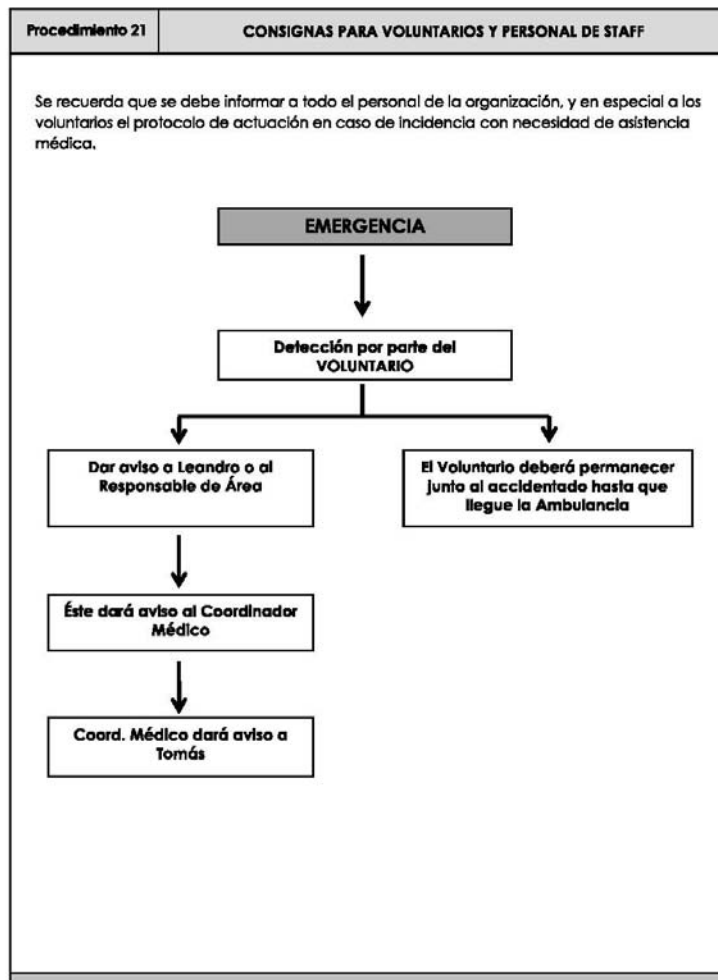 Procedimiento 21
CONSIGNAS PARA VOLUNTARIOS Y PERSONAL DE STAFF
Se recuerda que se debe informar a todo el personal de la organización, y en especial a los
voluntarios el protocolo de actuación en caso de incidencia con necesidad de asistencia
médica.
EMERGENCIA
Detección por parte del
VOLUNTARIO
Dar aviso a Leandro o al
Responsable de Área
El Voluntario deberá permanecer
junto al accidentado hasta que
llegue la Ambulancia
Éste dará aviso al Coordinador
Médico
Coord. Médico dará aviso a
Tomás